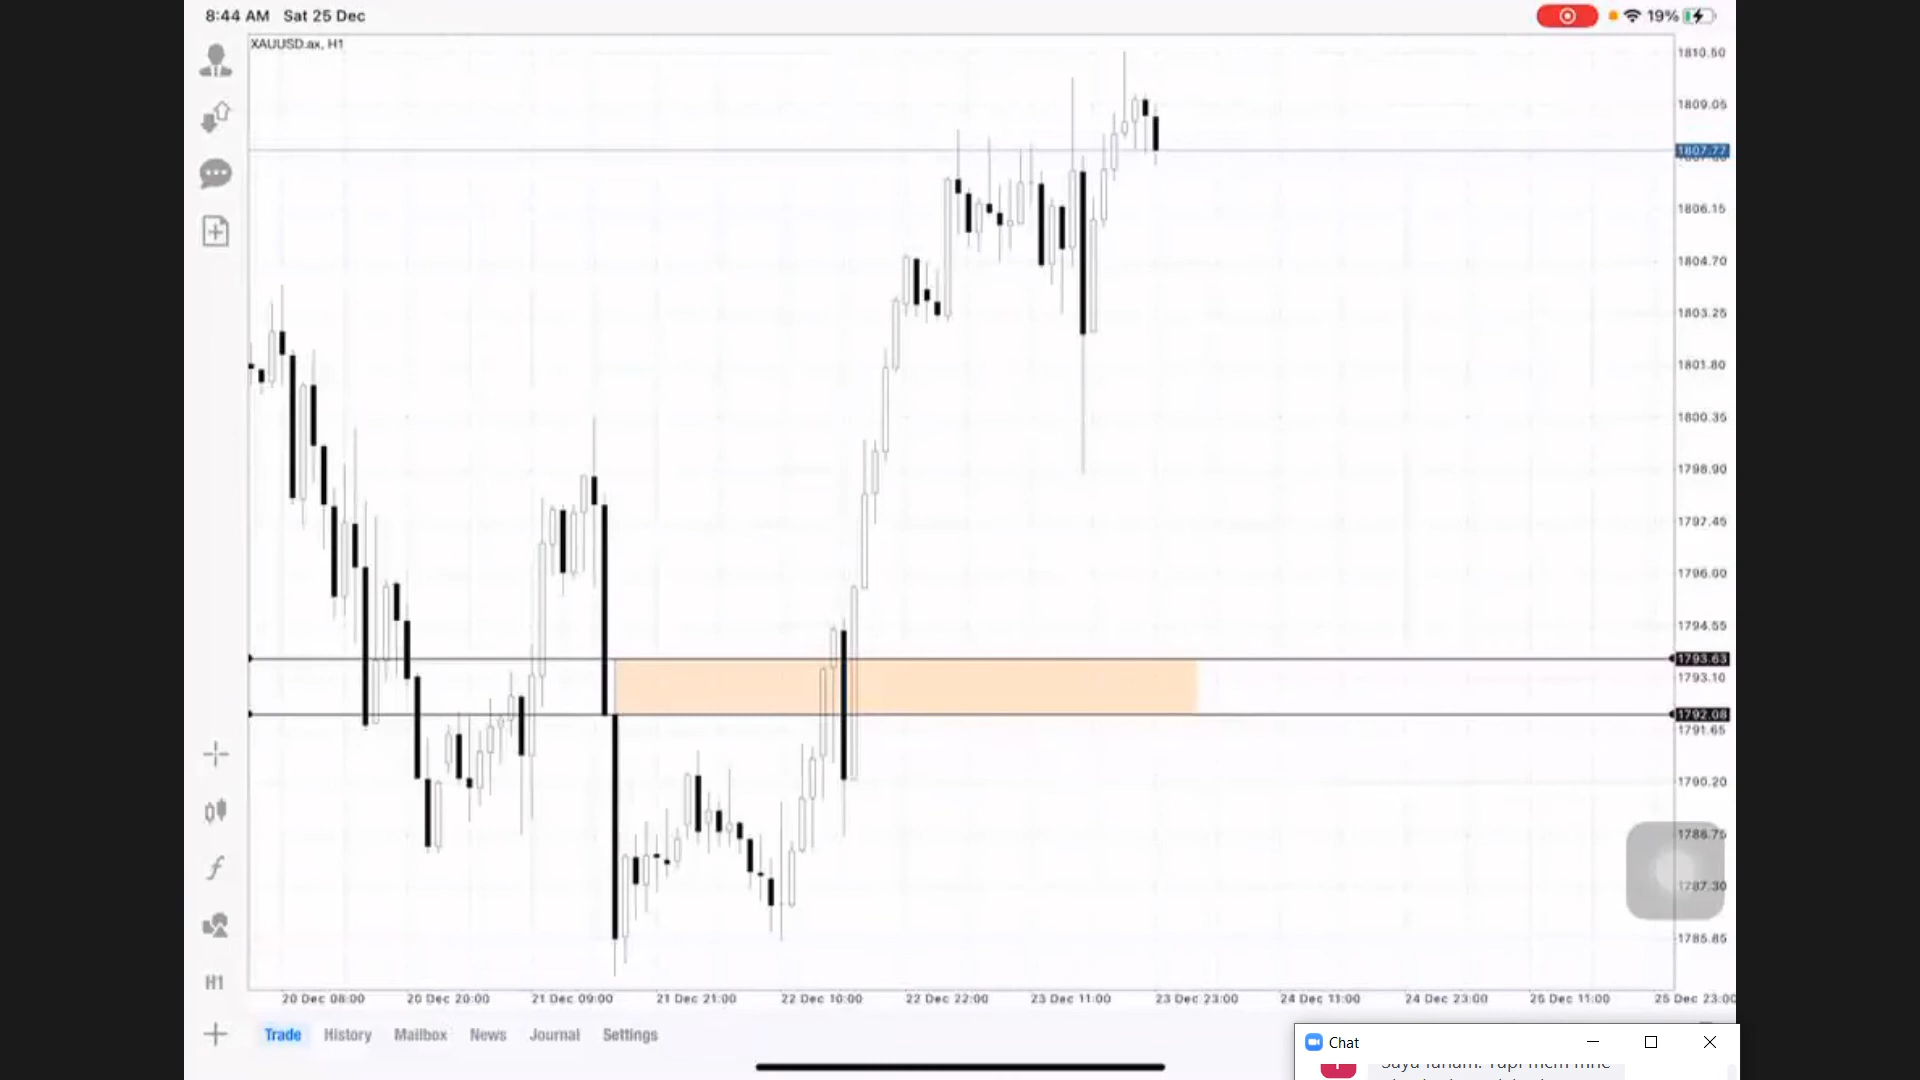 8:44 AM Sat 25 Dec
19%
XAUUSD.ax, H1
1810.50
1809.05
1807.77
1806.15
1804.70
1803.25
1801.80
1800.35
1798.90
1797.45
1796.00
1794.55
1793.63
1793.10
1792.08
1791.65
1790.20
1788.75
1787.30
1785.85
H1
20 Dec 08:00
20 Dec 20:00
21 Dec 09:00
21 Dec 21:00
22 Dec 10:00
22 Dec 22:00
23 Dec 11:00
23 Dec 23:00
24 Dec 11:00
24 Dec 23:00
25 Dec 11:00
25 Dec 23:00
Trade History Mailbox News Journal Settings
Chat